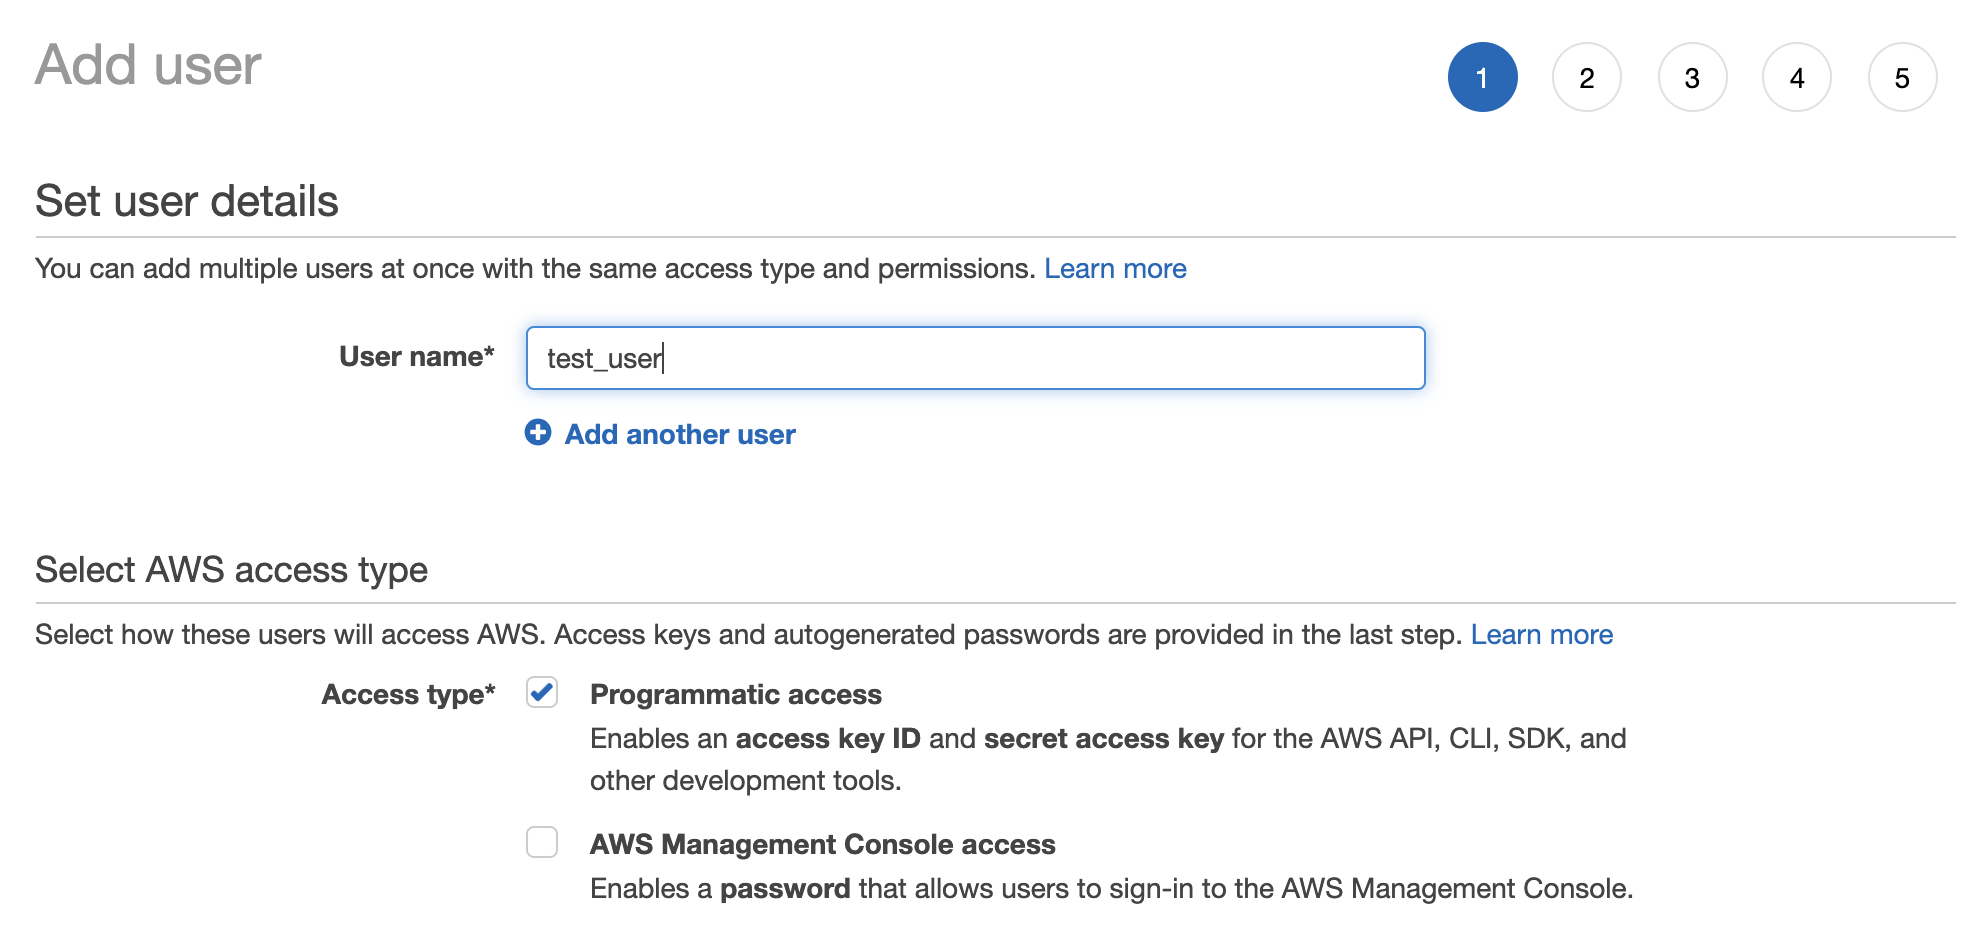 Add user
1 2 3 4 5
Set user details
You can add multiple users at once with the same access type and permissions. Learn more
User name* test_user
Add another user
Select AWS access type
Select how these users will access AWS. Access keys and autogenerated passwords are provided in the last step. Learn more
Access type* Programmatic access
Enables an access key ID and secret access key for the AWS API, CLI, SDK, and
other development tools.
AWS Management Console access
Enables a password that allows users to sign-in to the AWS Management Console.